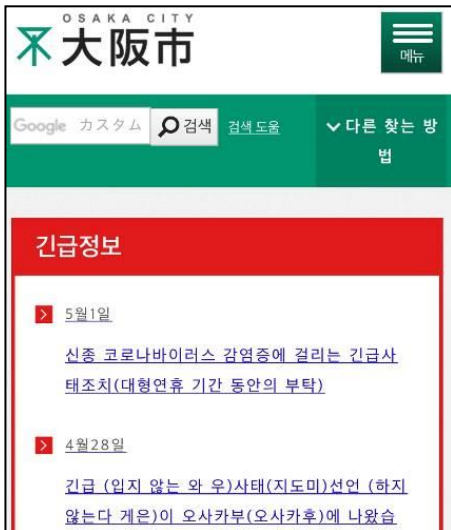 OSAKA CITY
大阪市
메뉴
Google カスタム
검색
검색 도움
다른 찾는 방
법
긴급정보
5월1일
신종 코로나바이러스 감염증에 걸리는 긴급사
태조치(대형연휴 기간 동안의 부탁)
4월28일
긴급 (입지 않는 와 우)사태(지도미)선언 (하지
않는다 게은)이 오사카부(오사카후)에 나왔습